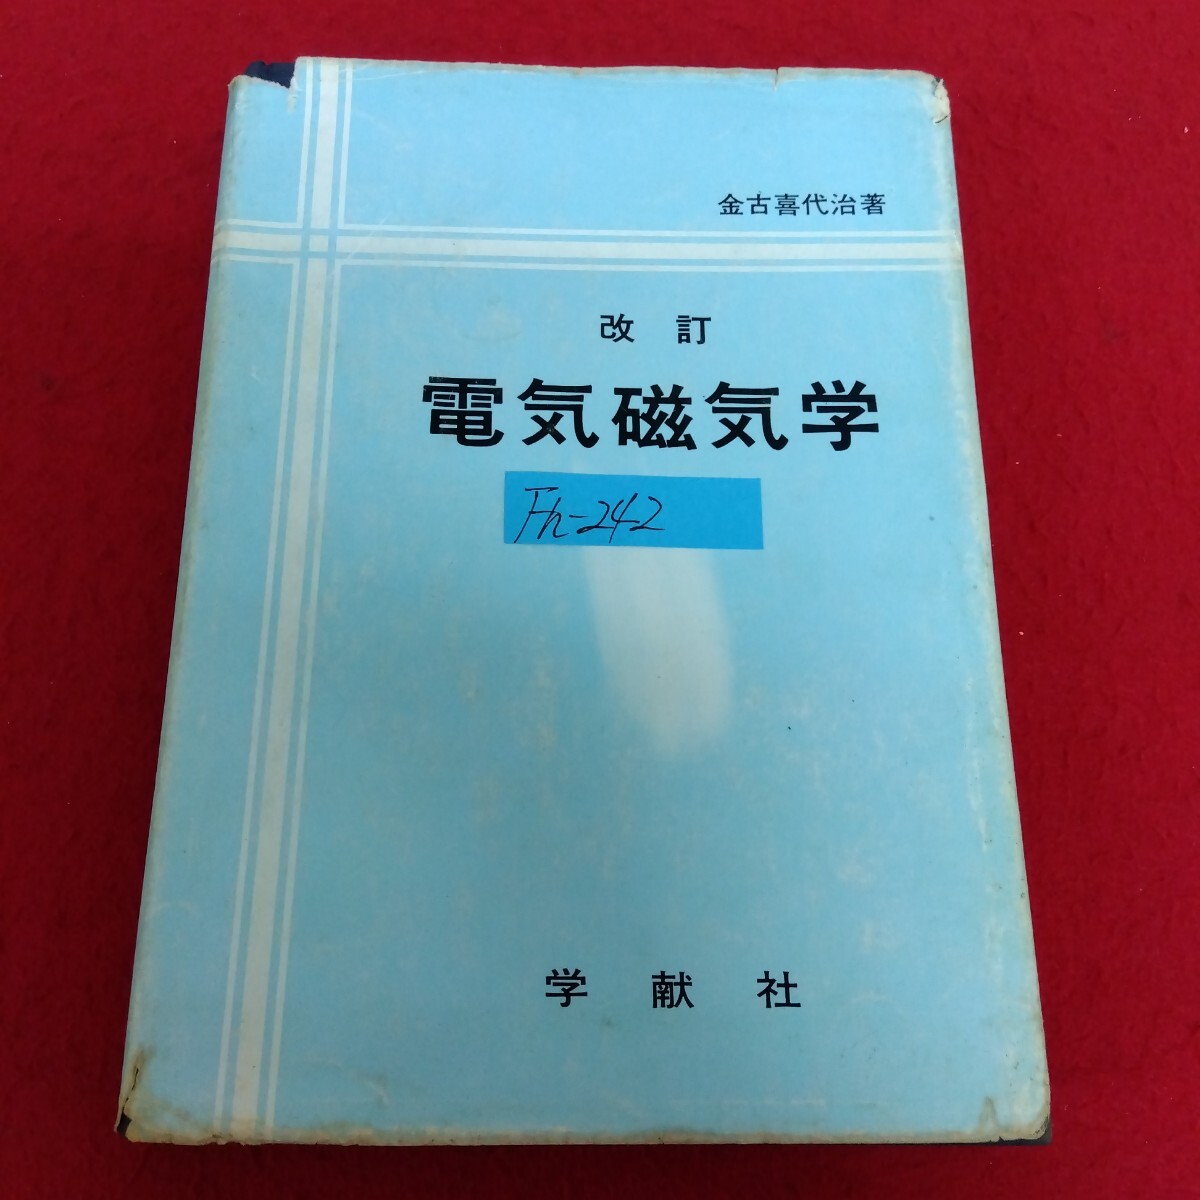 金古喜代治著
改訂
電気磁気学
Fh-242
学献社